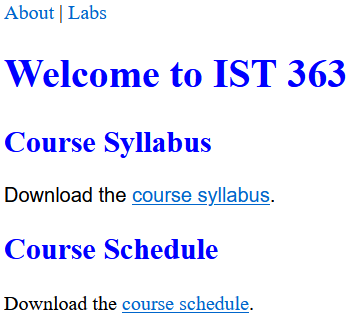 About | Labs
Welcome to IST 363
Course Syllabus
Download the course syllabus.
Course Schedule
Download the course schedule.